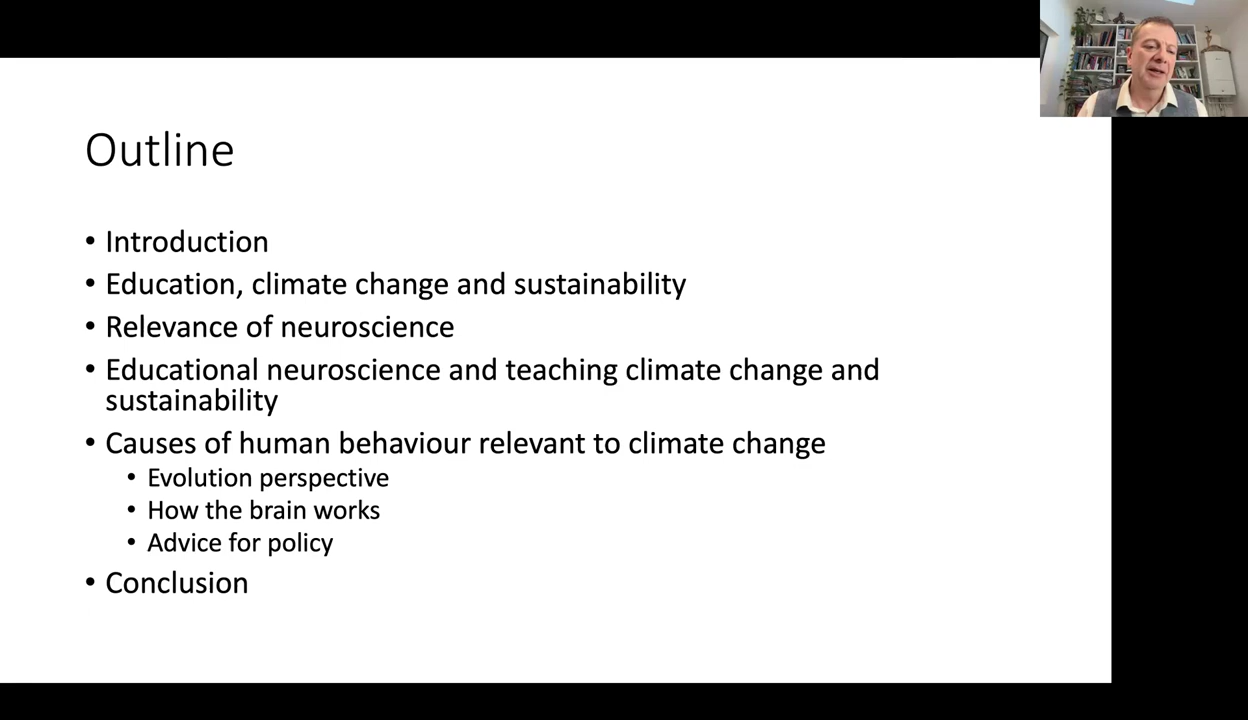 Outline
• Introduction
• Education, climate change and sustainability
• Relevance of neuroscience
• Educational neuroscience and teaching climate change and
sustainability
• Causes of human behaviour relevant to climate change
• Evolution perspective
• How the brain works
• Advice for policy
• Conclusion